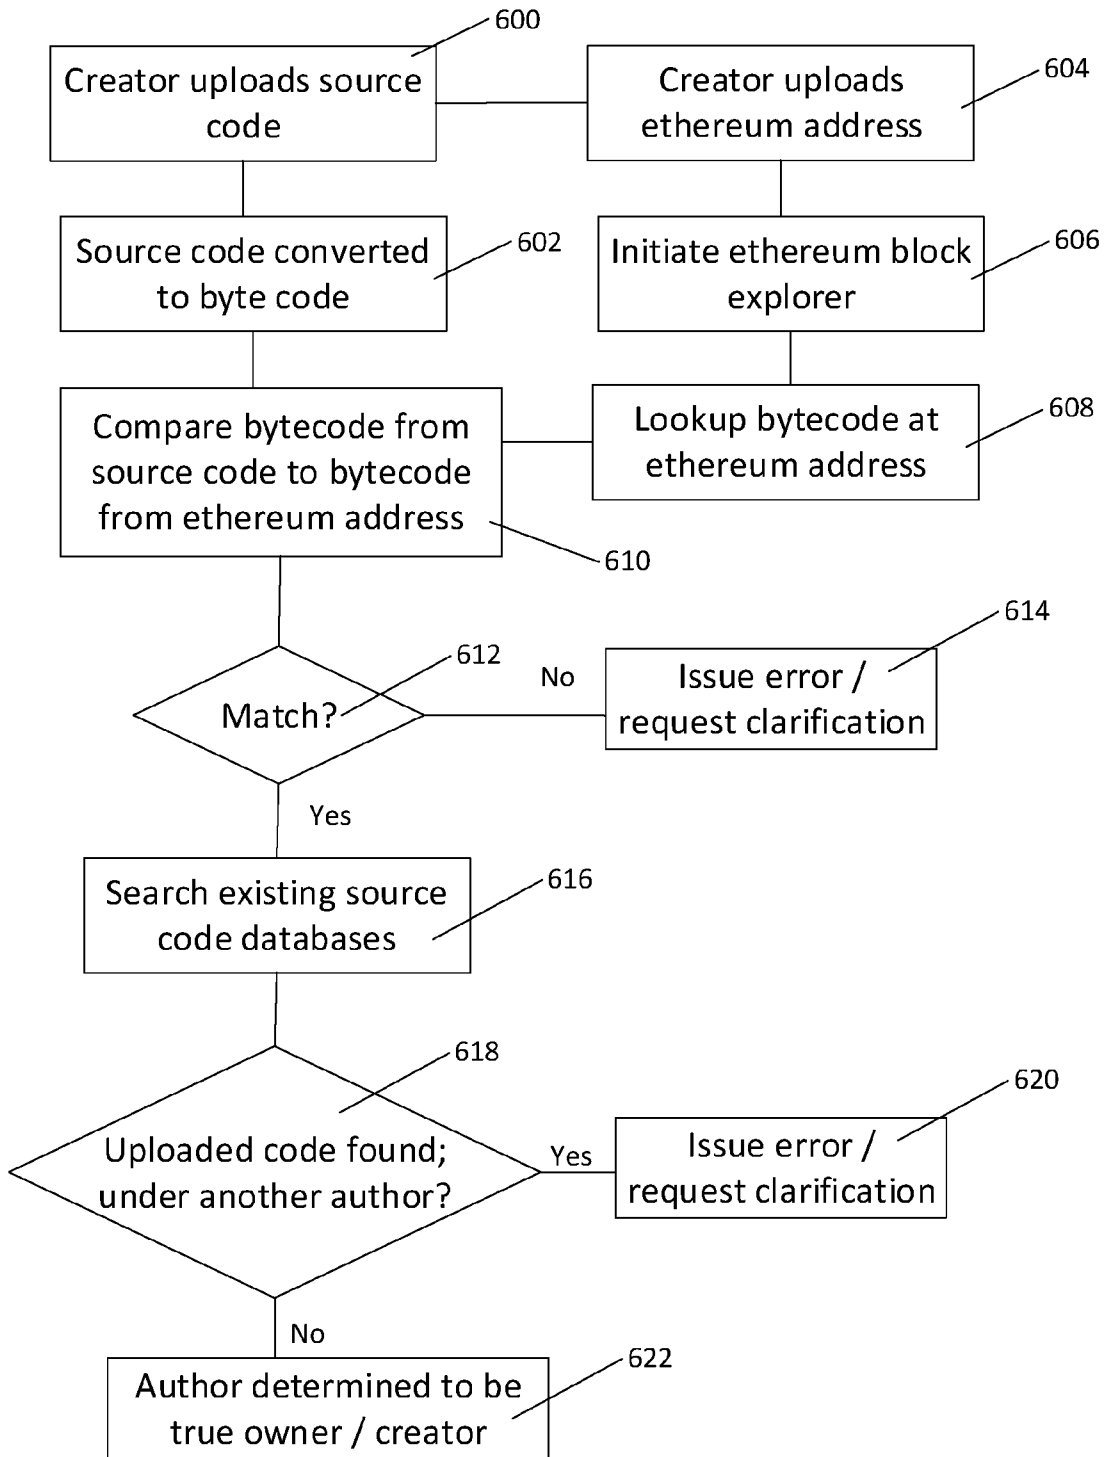 600
Creator uploads source
code
Creator uploads
ethereum address
604
Source code converted
to byte code
602
Initiate ethereum block
explorer
606
Compare bytecode from
source code to bytecode
from ethereum address
610
Lookup bytecode at
ethereum address
608
Match?
612
No
Issue error /
request clarification
614
Yes
Search existing source
code databases
616
Uploaded code found;
under another author?
618
Yes
Issue error /
request clarification
620
No
Author determined to be
true owner / creator
622